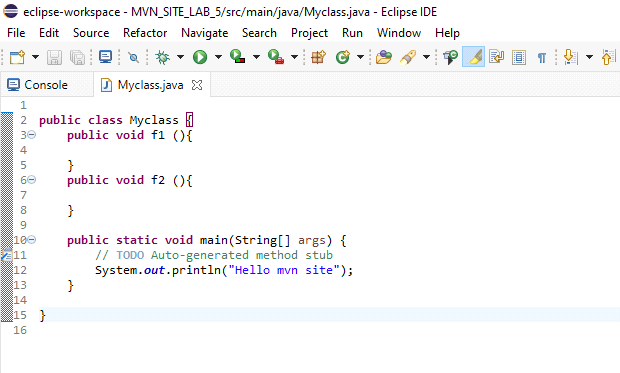 eclipse-workspace - MVN_SITE_LAB_5/src/main/java/Myclass.java - Eclipse IDE
File Edit Source Refactor Navigate Search Project Run Window Help
Console Myclass.java
1
2 public class Myclass {
3 public void f1 (){
4
5 }
6 public void f2 (){
7
8 }
9
10 public static void main(String[] args) {
11 // TODO Auto-generated method stub
12 System.out.println("Hello mvn site");
13 }
14
15 }
16